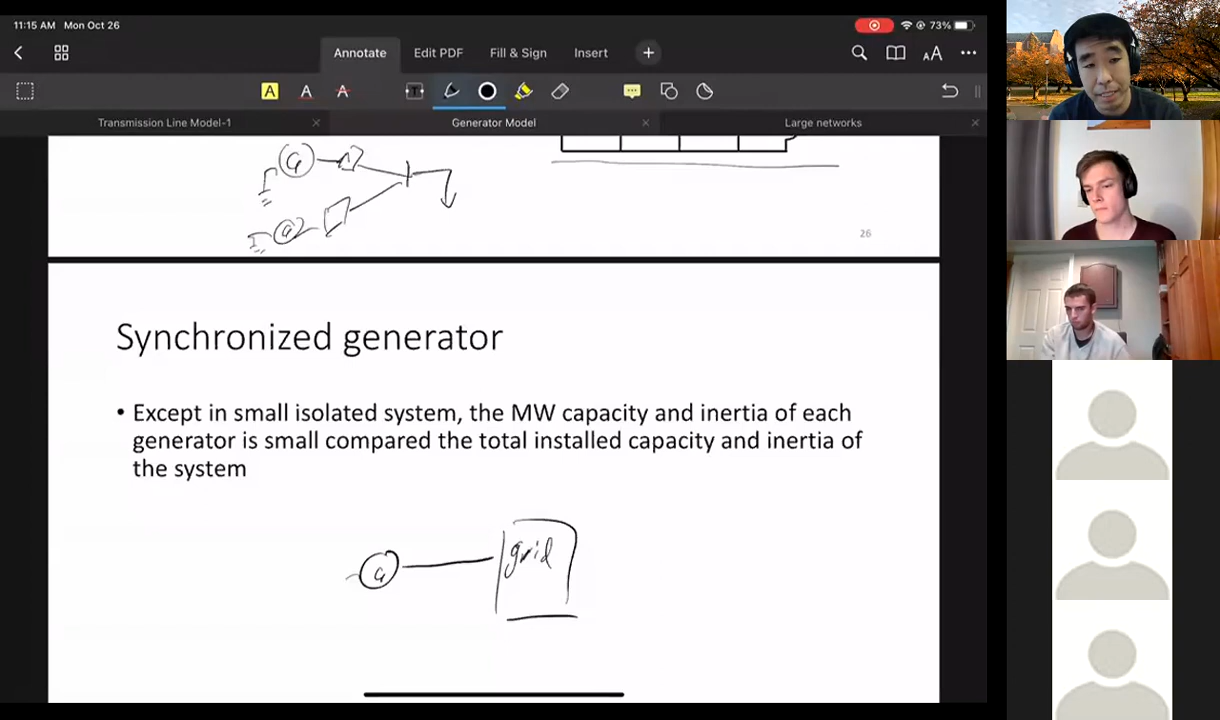 11:15 AM Mon Oct 26
73%
Annotate
Edit PDF
Fill & Sign
Insert
AA
A A A
T
Transmission Line Model-1
Generator Model
Large networks
G
G2
26
Synchronized generator
• Except in small isolated system, the MW capacity and inertia of each
generator is small compared the total installed capacity and inertia of
the system
G
grid